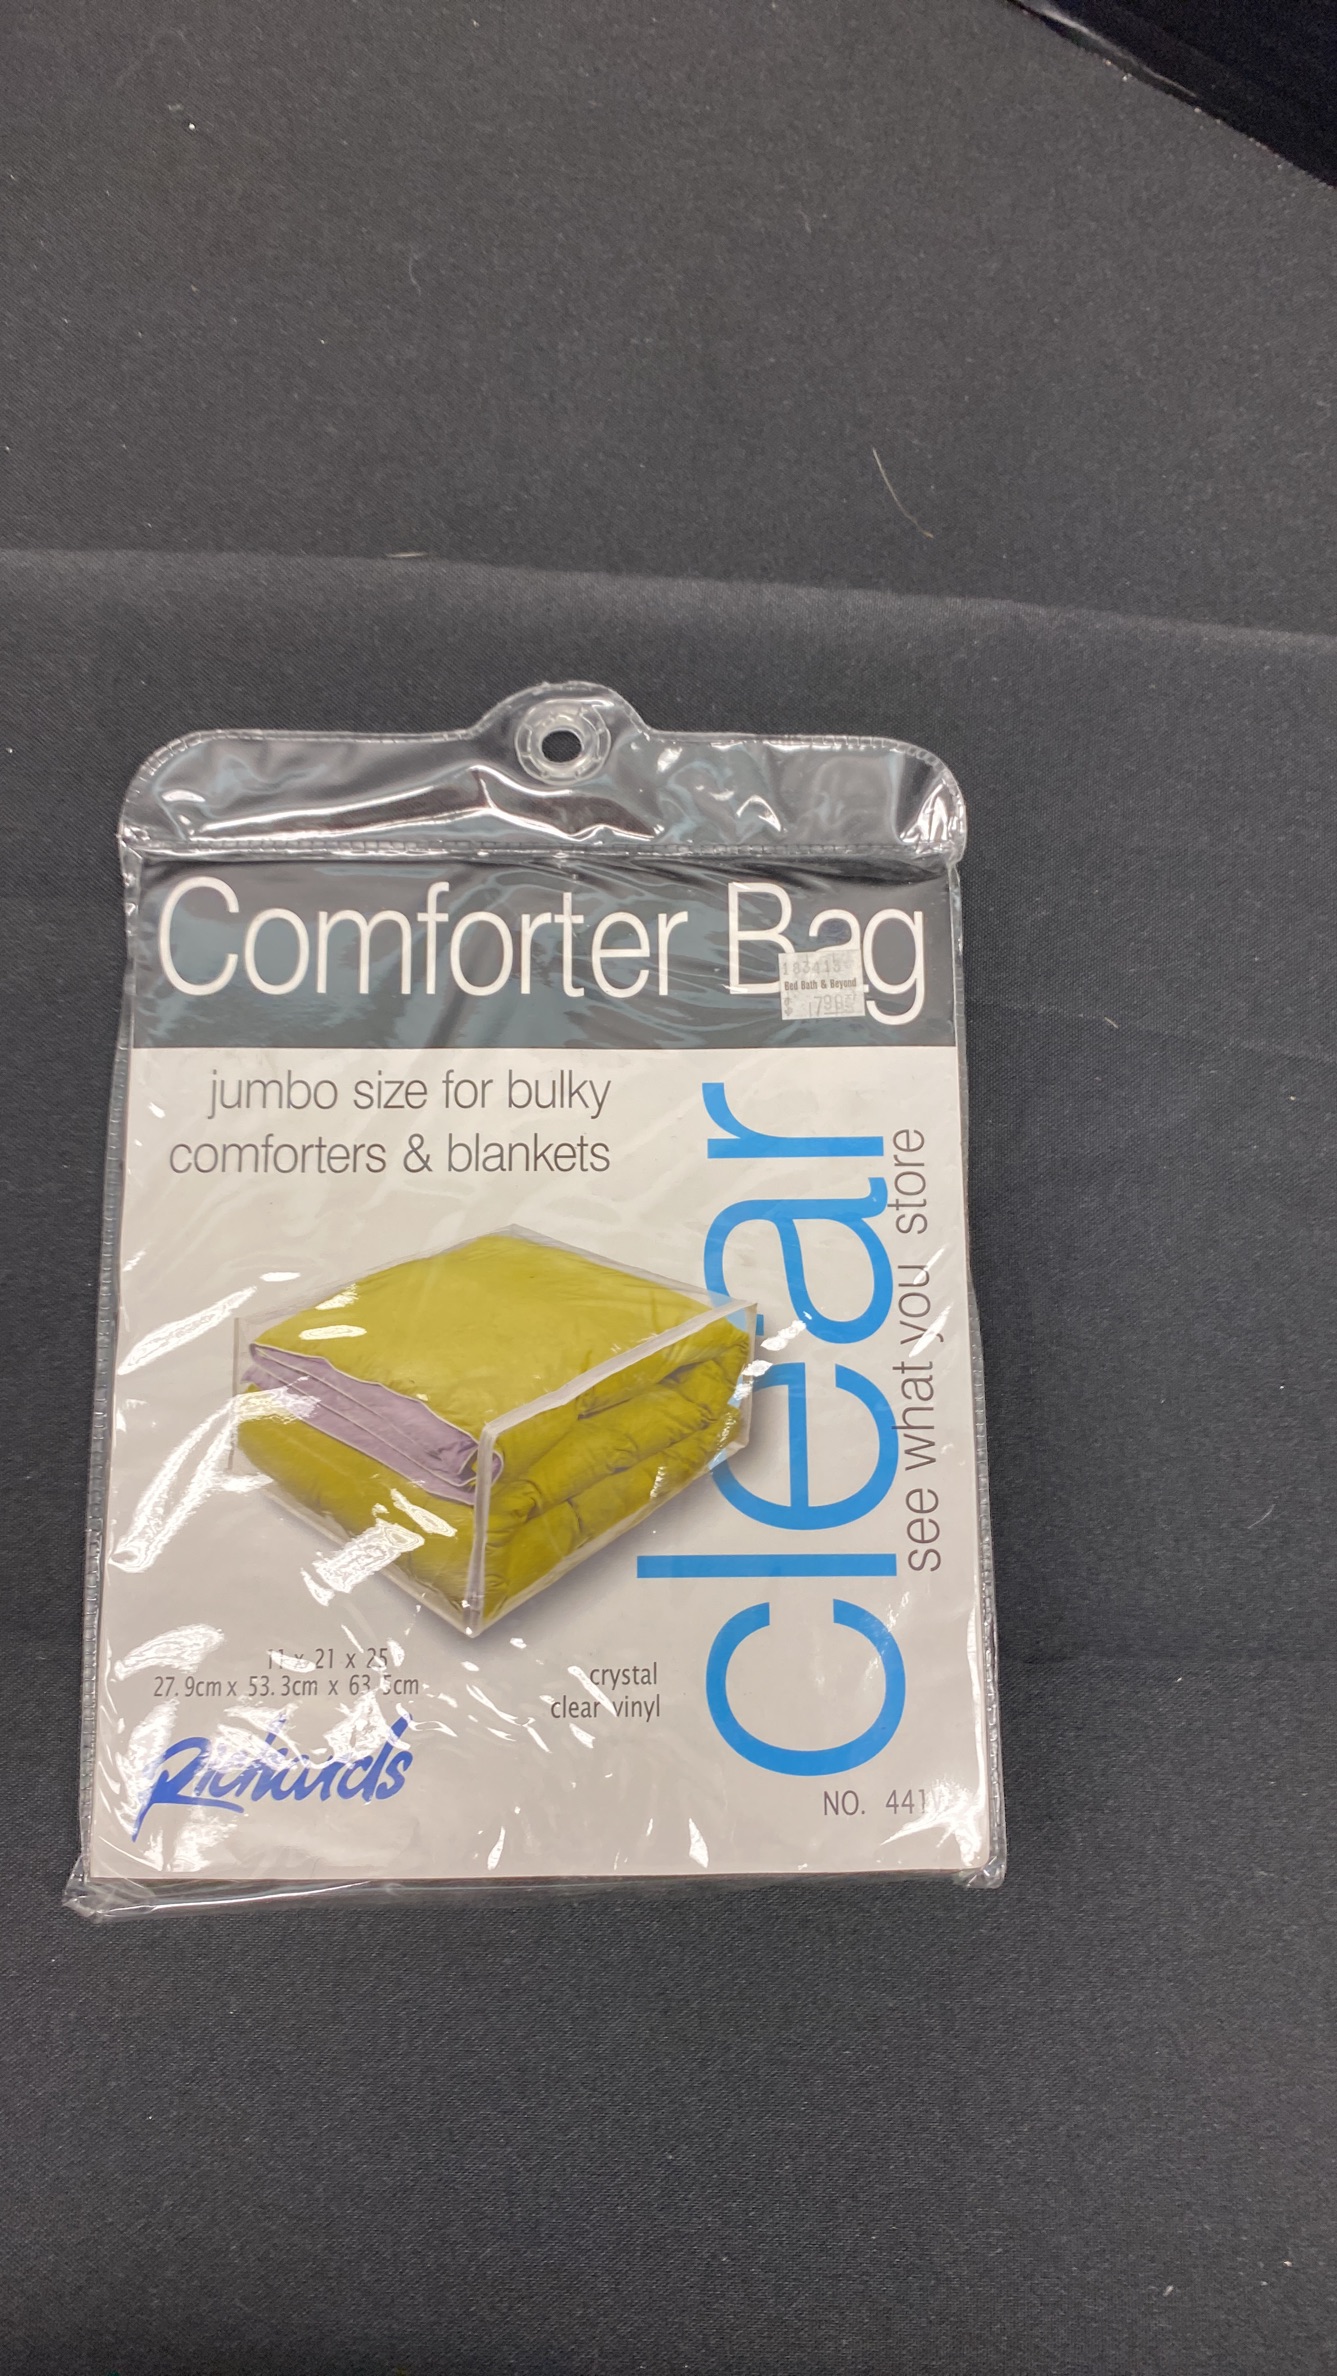 Comforter Bag
Bed Bath & Beyond
jumbo size for bulky
comforters & blankets
clear
see what you store
11 x 21 x 25
27.9cm x 53.3cm x 63.5cm
crystal
clear vinyl
Richards
NO.